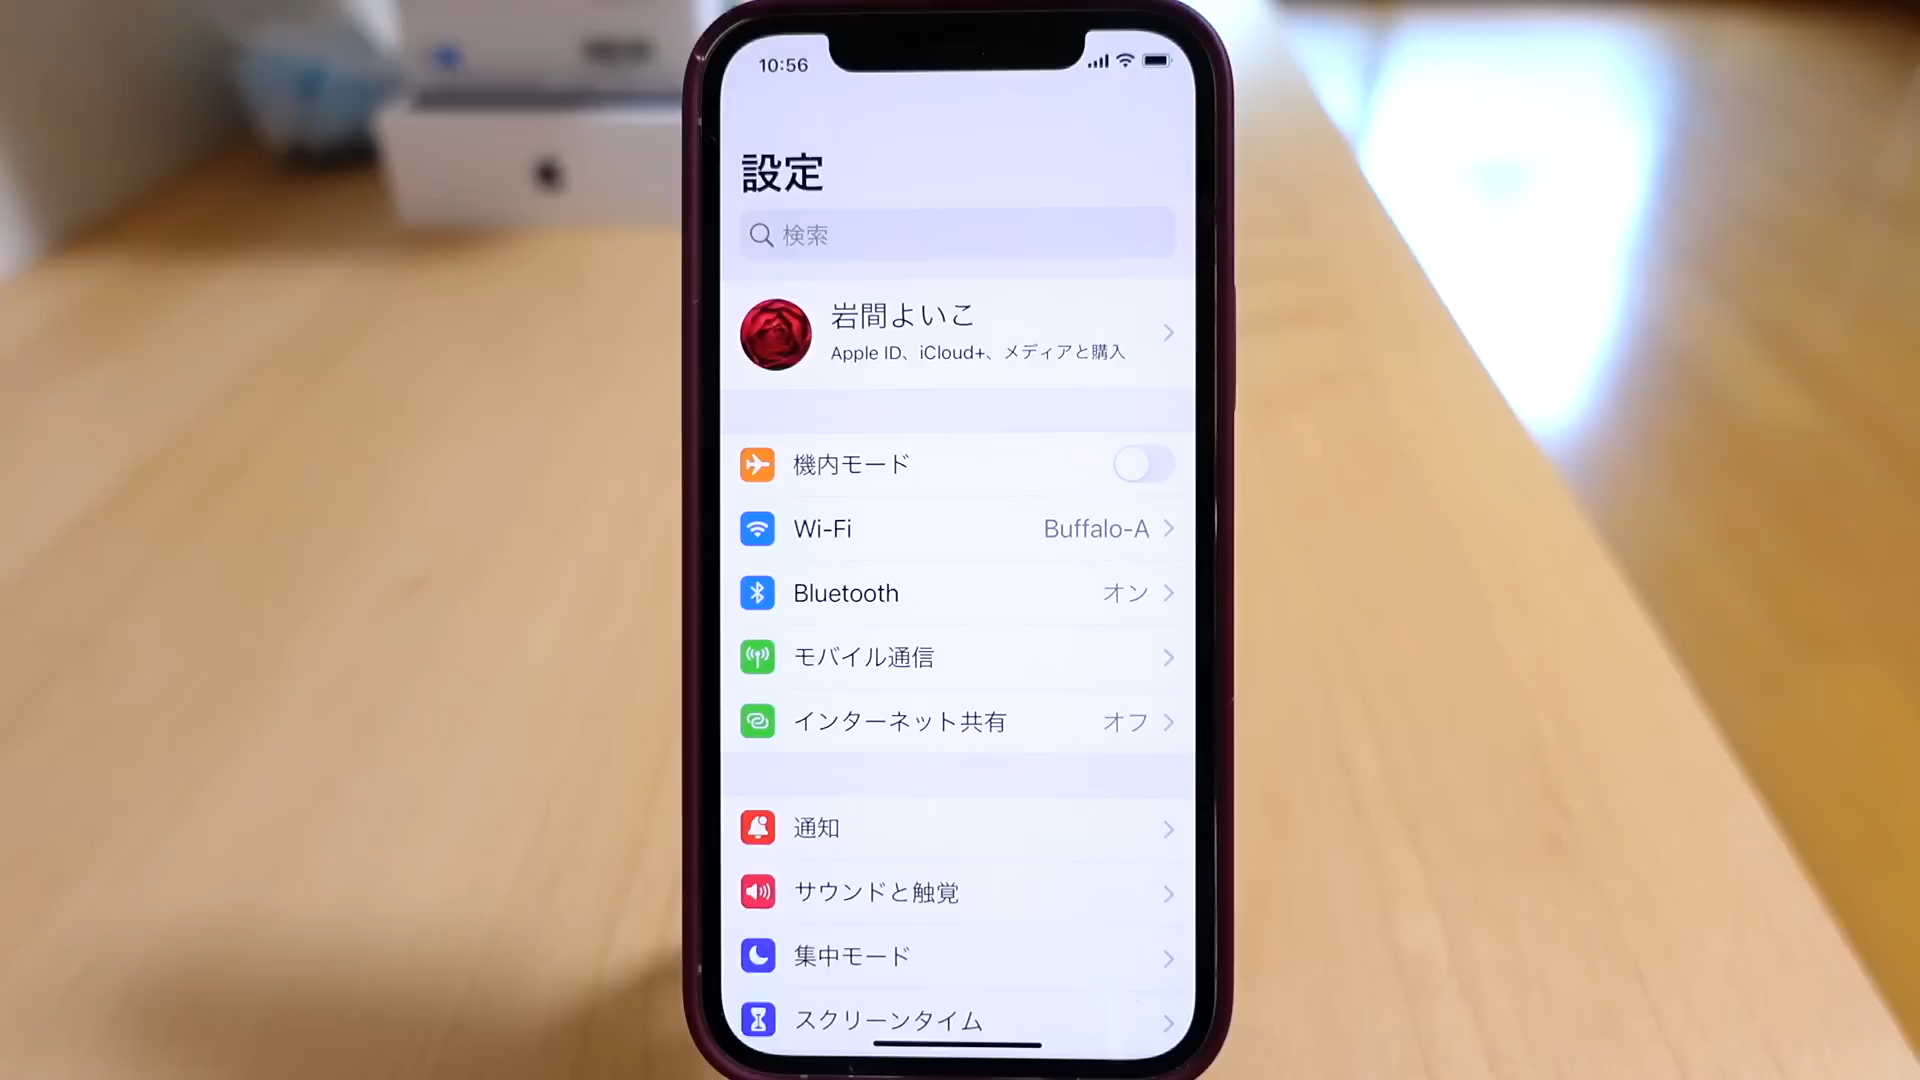 10:56
設定
検索
岩間よいこ
Apple ID、iCloud+、メディアと購入
機内モード
Wi-Fi Buffalo-A
Bluetooth オン
モバイル通信
インターネット共有 オフ
通知
サウンドと触覚
集中モード
スクリーンタイム